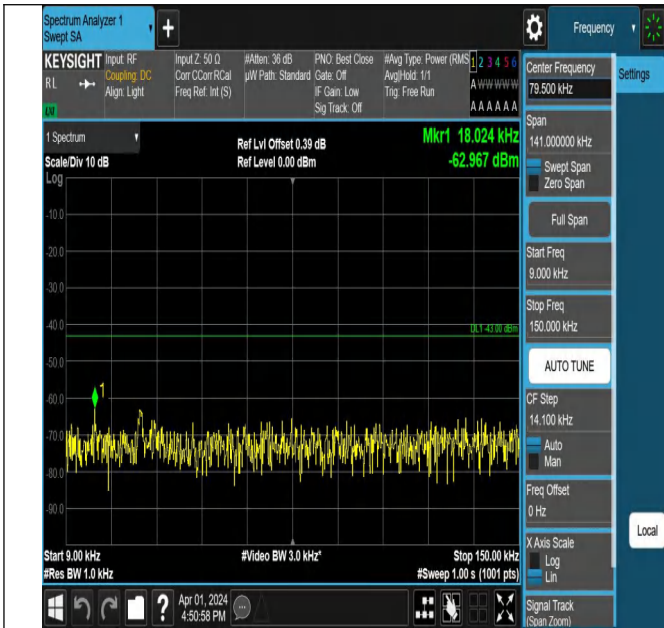 Spectrum Analyzer 1
Swept SA
Frequency
KEYSIGHT
Input: RF
Input Z: 50 Ω
#Atten: 36 dB
PNO: Best Close
#Avg Type: Power (RMS
1 2 3 4 5 6
RL
Coupling: DC
Corr CCorr RCal
µW Path: Standard
Gate: Off
Avg|Hold: 1/1
A W W W W W
Align: Light
Freq Ref: Int (S)
IF Gain: Low
Trig: Free Run
Sig Track: Off
A A A A A A
LXI
1 Spectrum
Ref Lvl Offset 0.39 dB
Mkr1 18.024 kHz
Scale/Div 10 dB
Ref Level 0.00 dBm
-62.967 dBm
Log
-10.0
-20.0
-30.0
-40.0
DL1 -43.00 dBm
-50.0
-60.0
1
-70.0
-80.0
-90.0
Start 9.00 kHz
#Video BW 3.0 kHz*
Stop 150.00 kHz
#Res BW 1.0 kHz
#Sweep 1.00 s (1001 pts)
Center Frequency
79.500 kHz
Settings
Span
141.000000 kHz
Swept Span
Zero Span
Full Span
Start Freq
9.000 kHz
Stop Freq
150.000 kHz
AUTO TUNE
CF Step
14.100 kHz
Auto
Man
Freq Offset
0 Hz
Local
X Axis Scale
Log
Lin
Signal Track
(Span Zoom)
Apr 01, 2024
4:50:58 PM